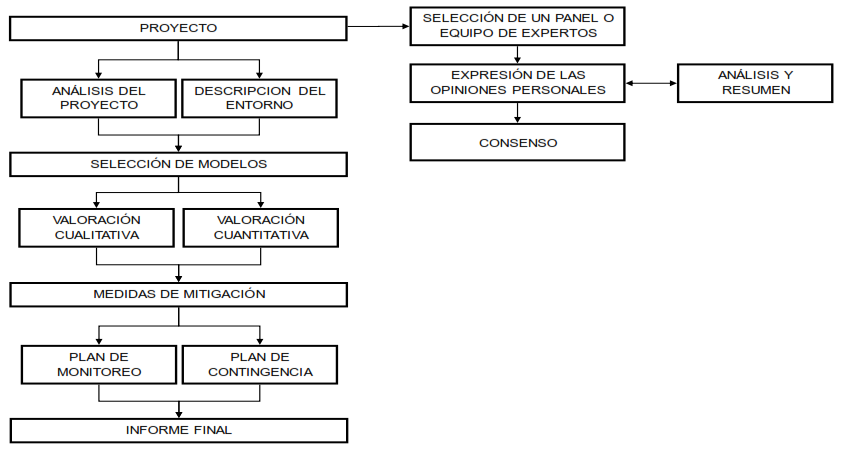 PROYECTO
SELECCIÓN DE UN PANEL O
EQUIPO DE EXPERTOS
ANÁLISIS DEL
PROYECTO
DESCRIPCION DEL
ENTORNO
EXPRESIÓN DE LAS
OPINIONES PERSONALES
ANÁLISIS Y
RESUMEN
CONSENSO
SELECCIÓN DE MODELOS
VALORACIÓN
CUALITATIVA
VALORACIÓN
CUANTITATIVA
MEDIDAS DE MITIGACIÓN
PLAN DE
MONITOREO
PLAN DE
CONTINGENCIA
INFORME FINAL